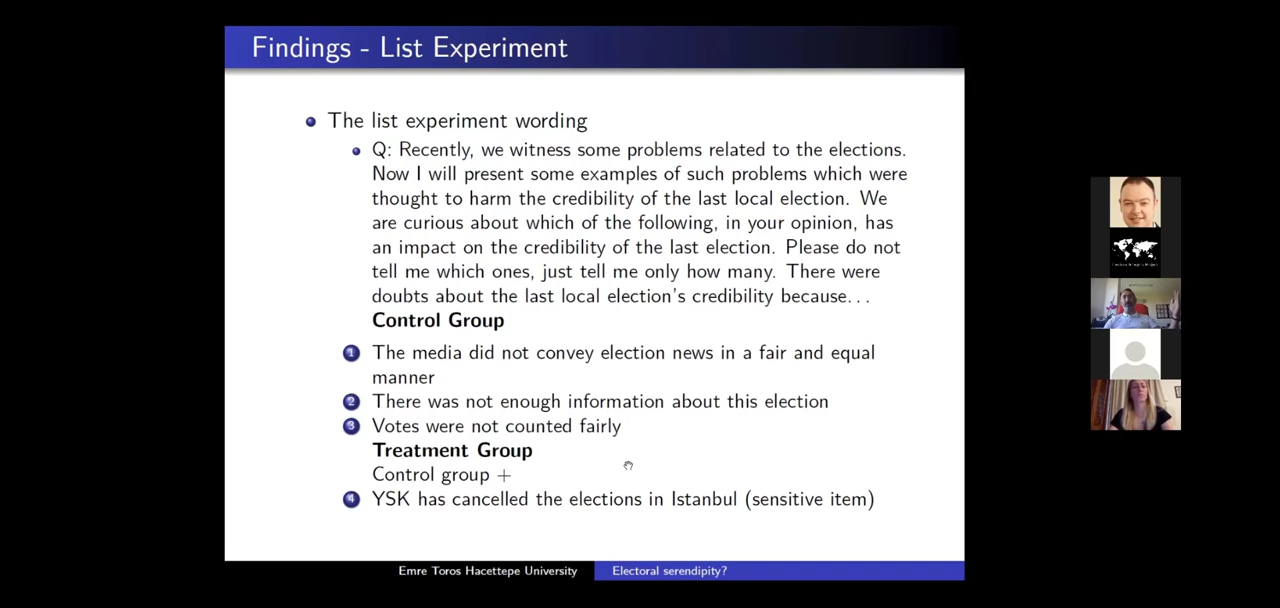 Findings - List Experiment
The list experiment wording
Q: Recently, we witness some problems related to the elections.
Now I will present some examples of such problems which were
thought to harm the credibility of the last local election. We
are curious about which of the following, in your opinion, has
an impact on the credibility of the last election. Please do not
tell me which ones, just tell me only how many. There were
doubts about the last local election's credibility because...
Control Group
1 The media did not convey election news in a fair and equal
manner
2 There was not enough information about this election
3 Votes were not counted fairly
Treatment Group
Control group +
4 YSK has cancelled the elections in Istanbul (sensitive item)
Emre Toros Hacettepe University
Electoral serendipity?